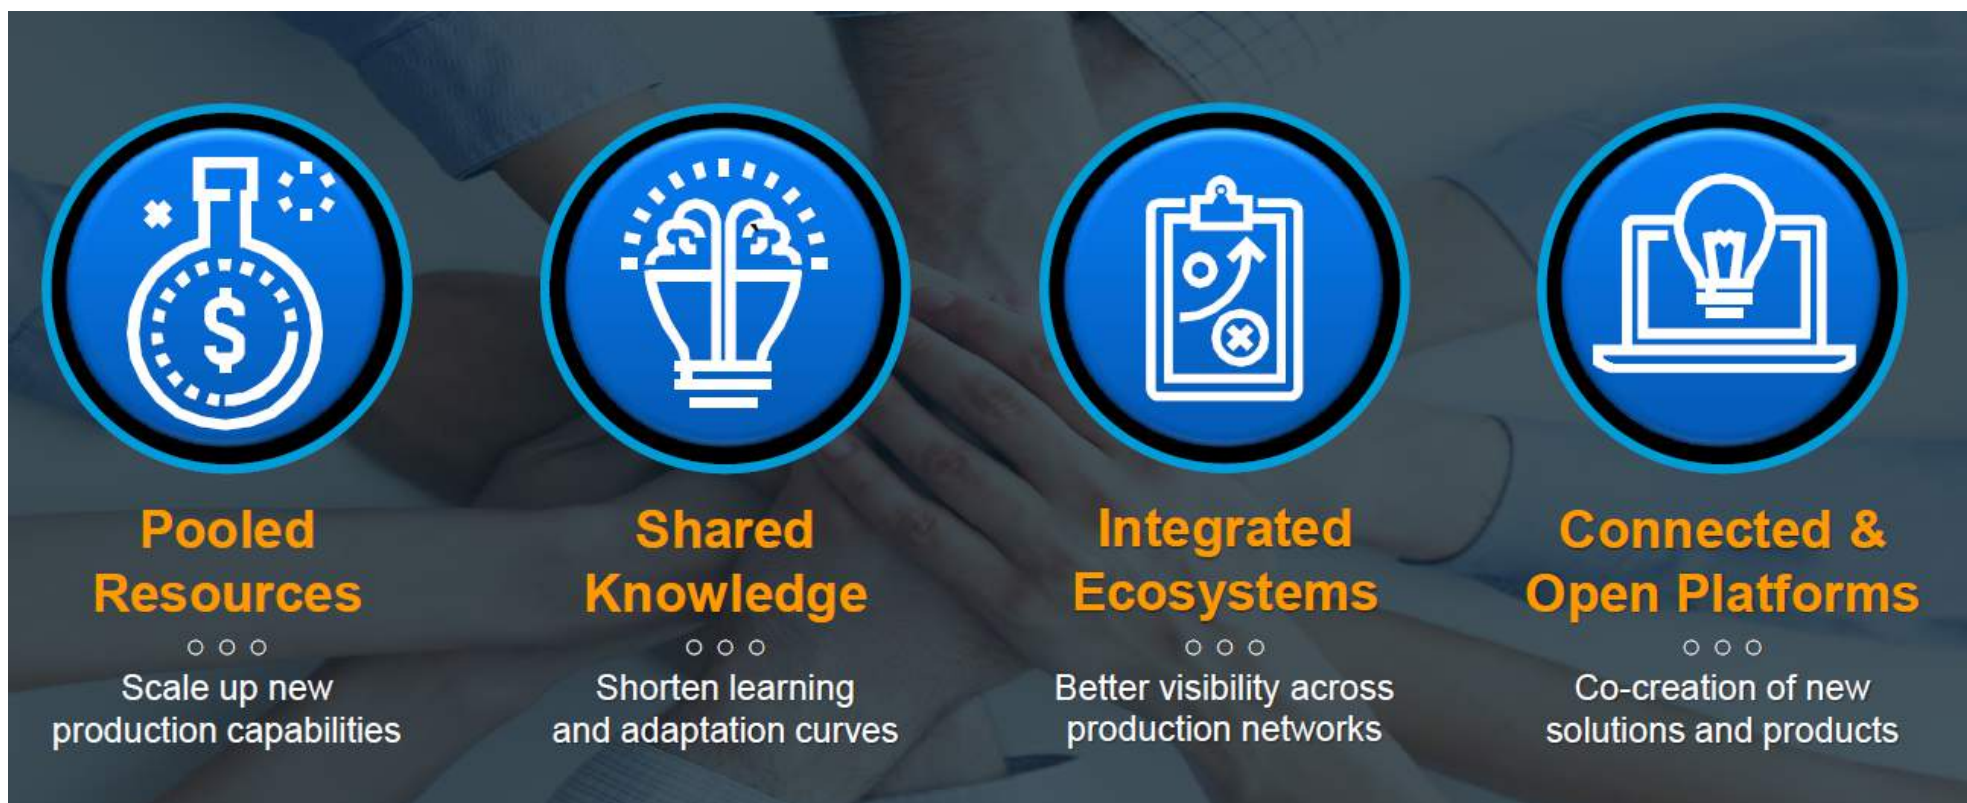 Pooled
Resources
Scale up new
production capabilities
Shared
Knowledge
Shorten learning
and adaptation curves
Integrated
Ecosystems
Better visibility across
production networks
Connected &
Open Platforms
Co-creation of new
solutions and products